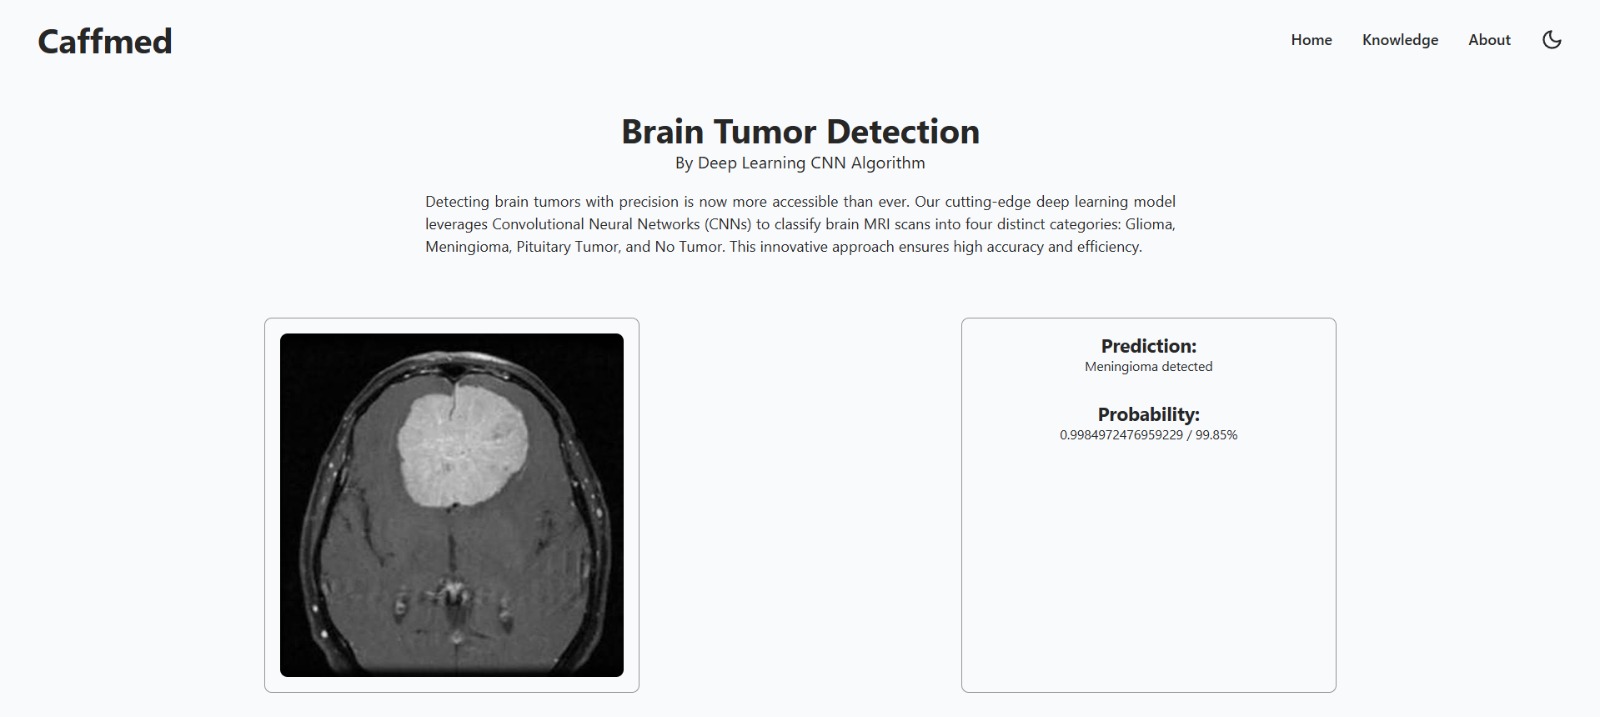 Caffmed
Home Knowledge About
Brain Tumor Detection
By Deep Learning CNN Algorithm
Detecting brain tumors with precision is now more accessible than ever. Our cutting-edge deep learning model
leverages Convolutional Neural Networks (CNNs) to classify brain MRI scans into four distinct categories: Glioma,
Meningioma, Pituitary Tumor, and No Tumor. This innovative approach ensures high accuracy and efficiency.
Prediction:
Meningioma detected
Probability:
0.9984972476959229 / 99.85%